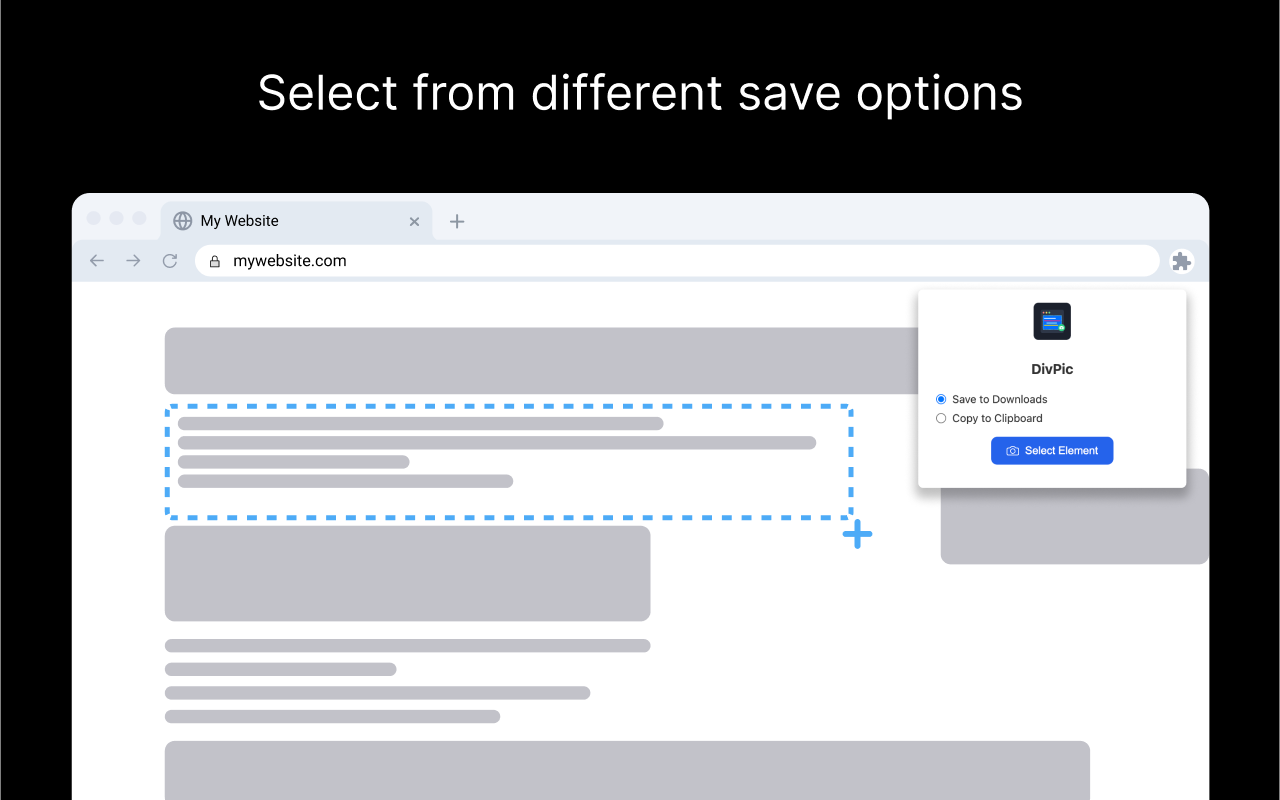 Select from different save options
My Website
mywebsite.com
DivPic
Save to Downloads
Copy to Clipboard
Select Element